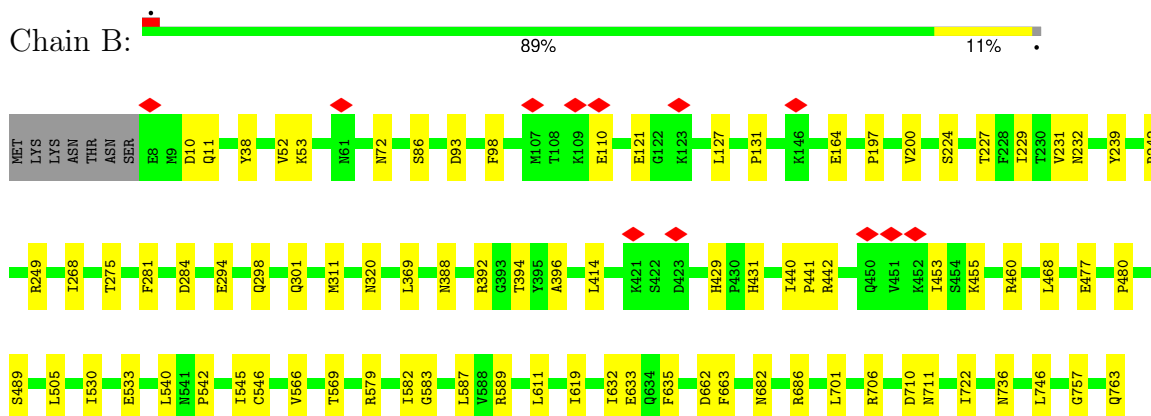 Chain B:
89%
11%
MET LYS LYS ASN THR ASN SER E8 M9 D10 Q11 Y38 V52 K53 N61 N72 S86 D93 F98 M107 T108 K109 E110 E121 G122 K123 L127 P131 K146 E164 P197 V200 S224 T227 F228 I229 T230 V231 N232 Y239
R249 I268 T275 F281 D284 E294 Q298 Q301 M311 N320 L369 N388 R392 G393 T394 Y395 A396 L414 K421 S422 D423 H429 P430 H431 I440 P441 R442 Q450 V451 K452 I453 S454 K455 R460 L468 E477 P480
S489 L505 I530 E533 L540 N541 P542 I545 C546 V566 T569 R579 I582 G583 L587 V588 R589 L611 I619 I632 E633 Q634 F635 D662 F663 N682 R686 L701 R706 D710 N711 I722 N736 L746 G757 Q763